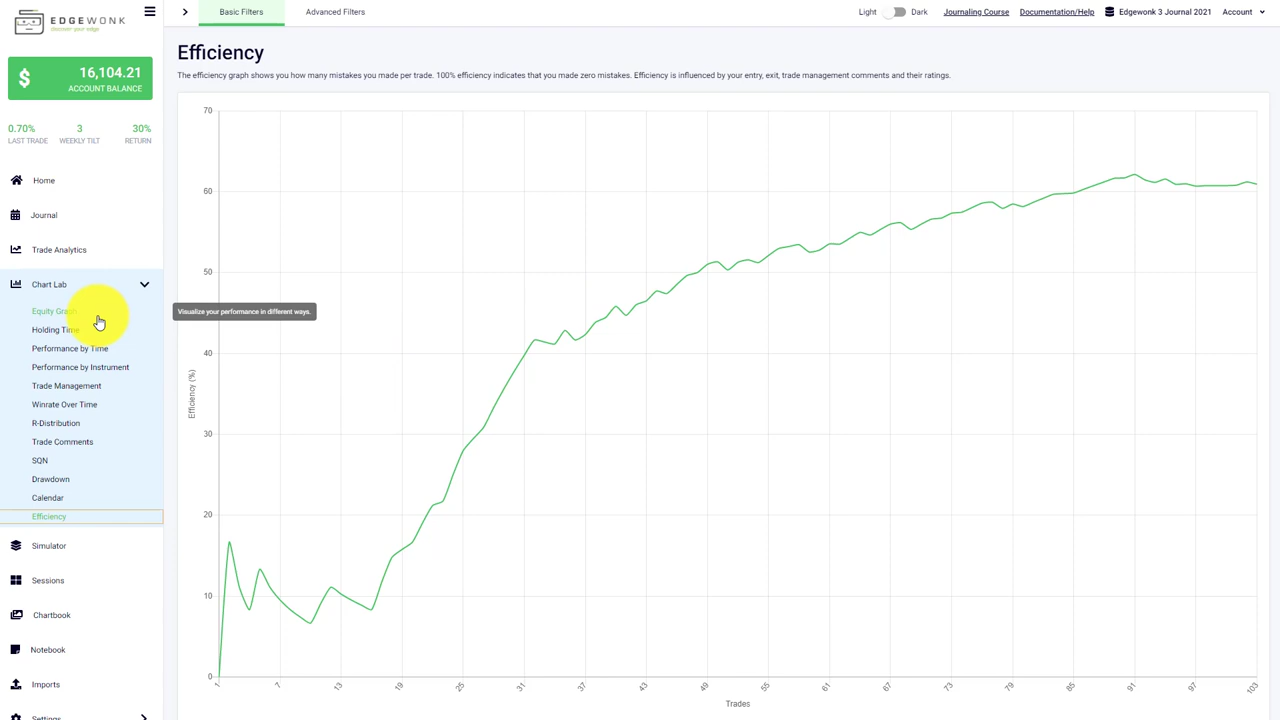 EDGEWONK
discover your edge
$ 16,104.21
ACCOUNT BALANCE
0.70% 3 30%
LAST TRADE WEEKLY TILT RETURN
Home
Journal
Trade Analytics
Chart Lab
Equity Graph
Holding Time
Performance by Time
Performance by Instrument
Trade Management
Winrate Over Time
R-Distribution
Trade Comments
SQN
Drawdown
Calendar
Efficiency
Simulator
Sessions
Chartbook
Notebook
Imports
Settings
Basic Filters Advanced Filters Light Dark Journaling Course Documentation/Help Edgewonk 3 Journal 2021 Account
Efficiency
The efficiency graph shows you how many mistakes you made per trade. 100% efficiency indicates that you made zero mistakes. Efficiency is influenced by your entry, exit, trade management comments and their ratings.
Visualize your performance in different ways.
70
60
50
40
30
20
10
0
Efficiency (%)
1 7 13 19 25 31 37 43 49 55 61 67 73 79 85 91 97 103
Trades